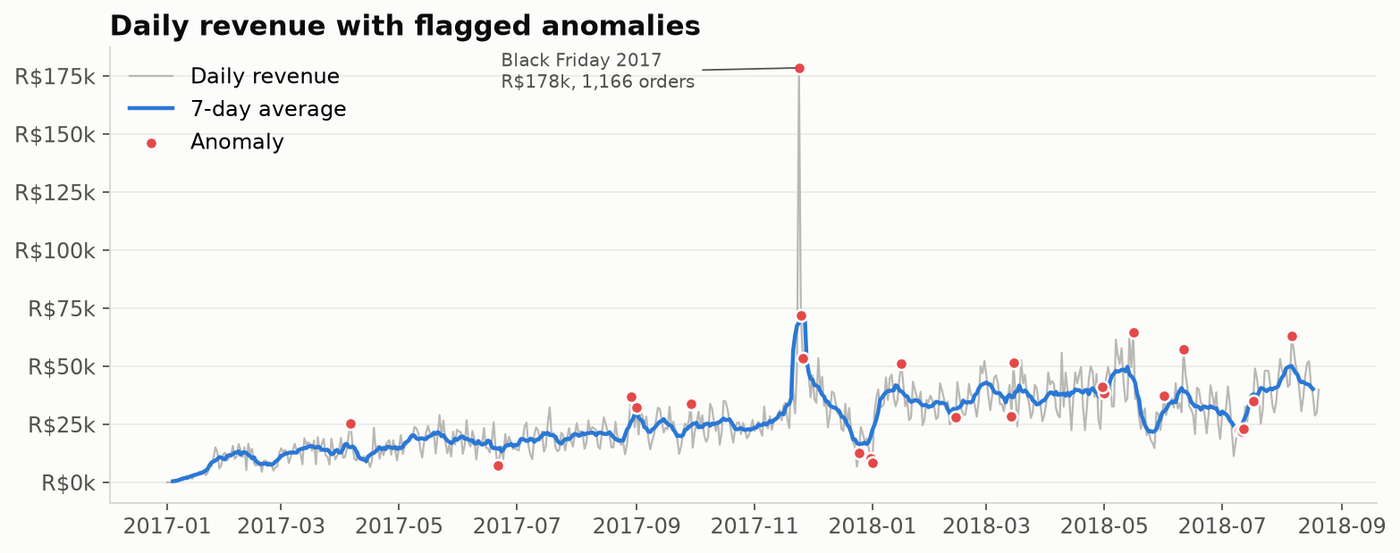 Daily revenue with flagged anomalies
Black Friday 2017
R$178k, 1,166 orders
Daily revenue
7-day average
Anomaly
R$175k
R$150k
R$125k
R$100k
R$75k
R$50k
R$25k
R$0k
2017-01
2017-03
2017-05
2017-07
2017-09
2017-11
2018-01
2018-03
2018-05
2018-07
2018-09